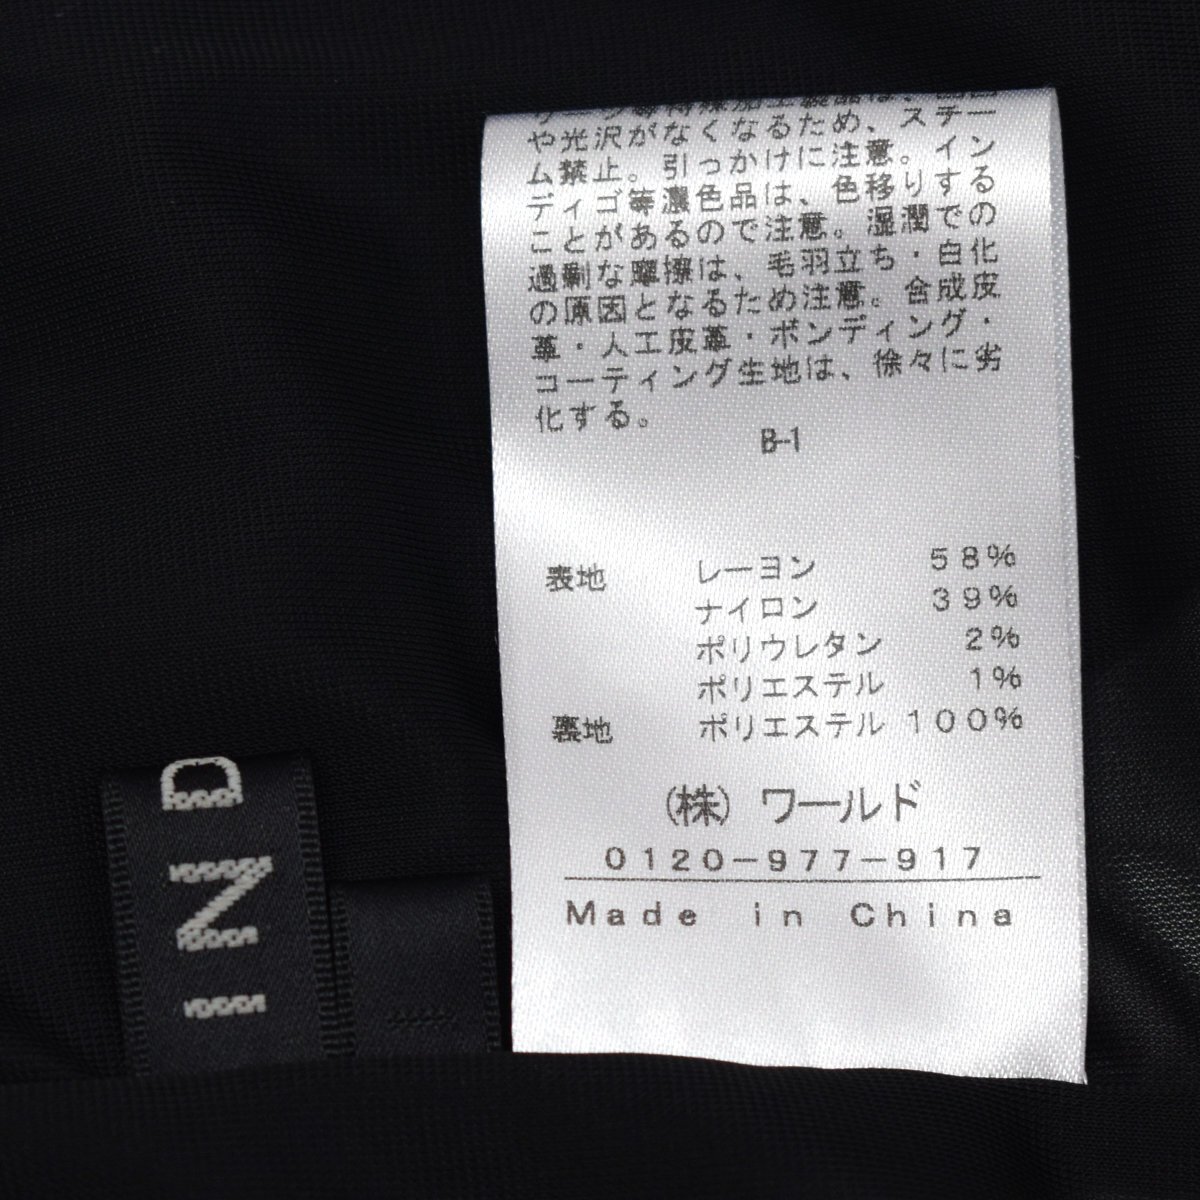 や光沢がなくなるため、スチー
ム禁止。引っかけに注意。イン
ディゴ等濃色品は、色移りする
ことがあるので注意。湿潤での
過剰な摩擦は、毛羽立ち・白化
の原因となるため注意。合成皮
革・人工皮革・ボンディング・
コーティング生地は、徐々に劣
化する。
B-1
表地 レーヨン 58%
ナイロン 39%
ポリウレタン 2%
ポリエステル 1%
裏地 ポリエステル 100%
(株) ワールド
0120-977-917
Made in China
IND